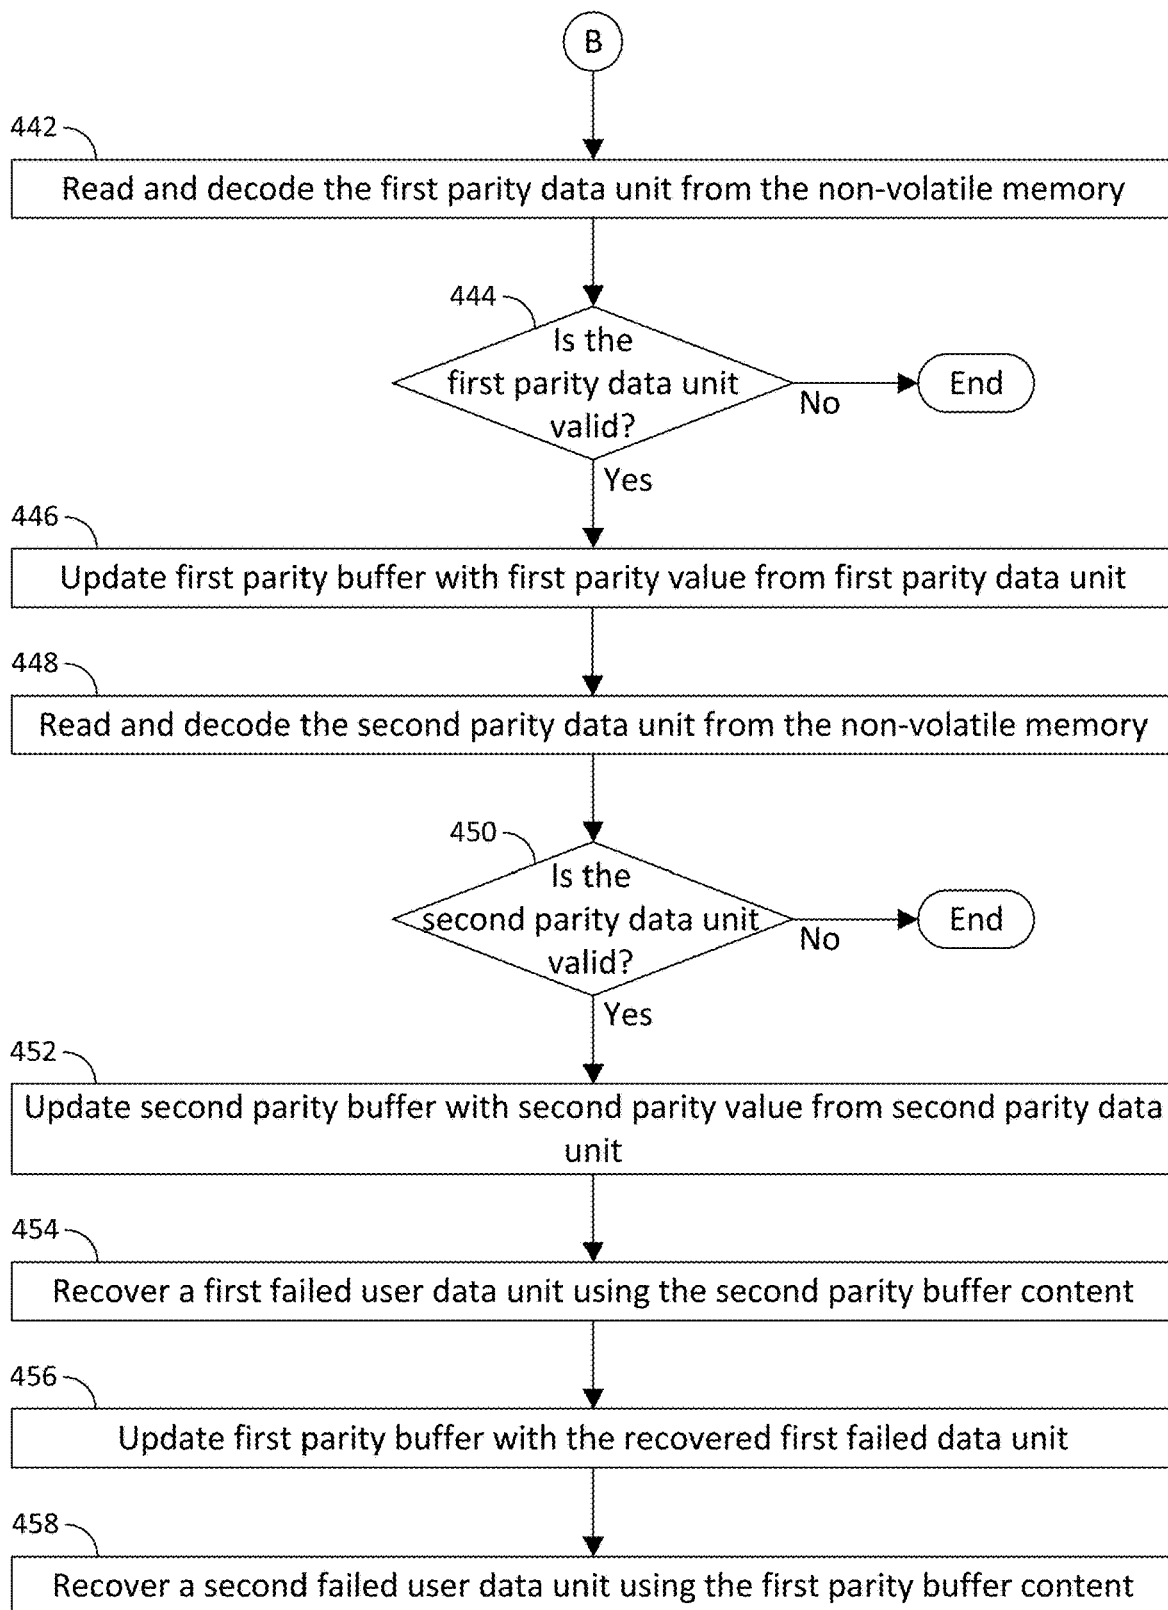 B
442
Read and decode the first parity data unit from the non-volatile memory
444
Is the
first parity data unit
valid?
No
End
Yes
446
Update first parity buffer with first parity value from first parity data unit
448
Read and decode the second parity data unit from the non-volatile memory
450
Is the
second parity data unit
valid?
No
End
Yes
452
Update second parity buffer with second parity value from second parity data
unit
454
Recover a first failed user data unit using the second parity buffer content
456
Update first parity buffer with the recovered first failed data unit
458
Recover a second failed user data unit using the first parity buffer content